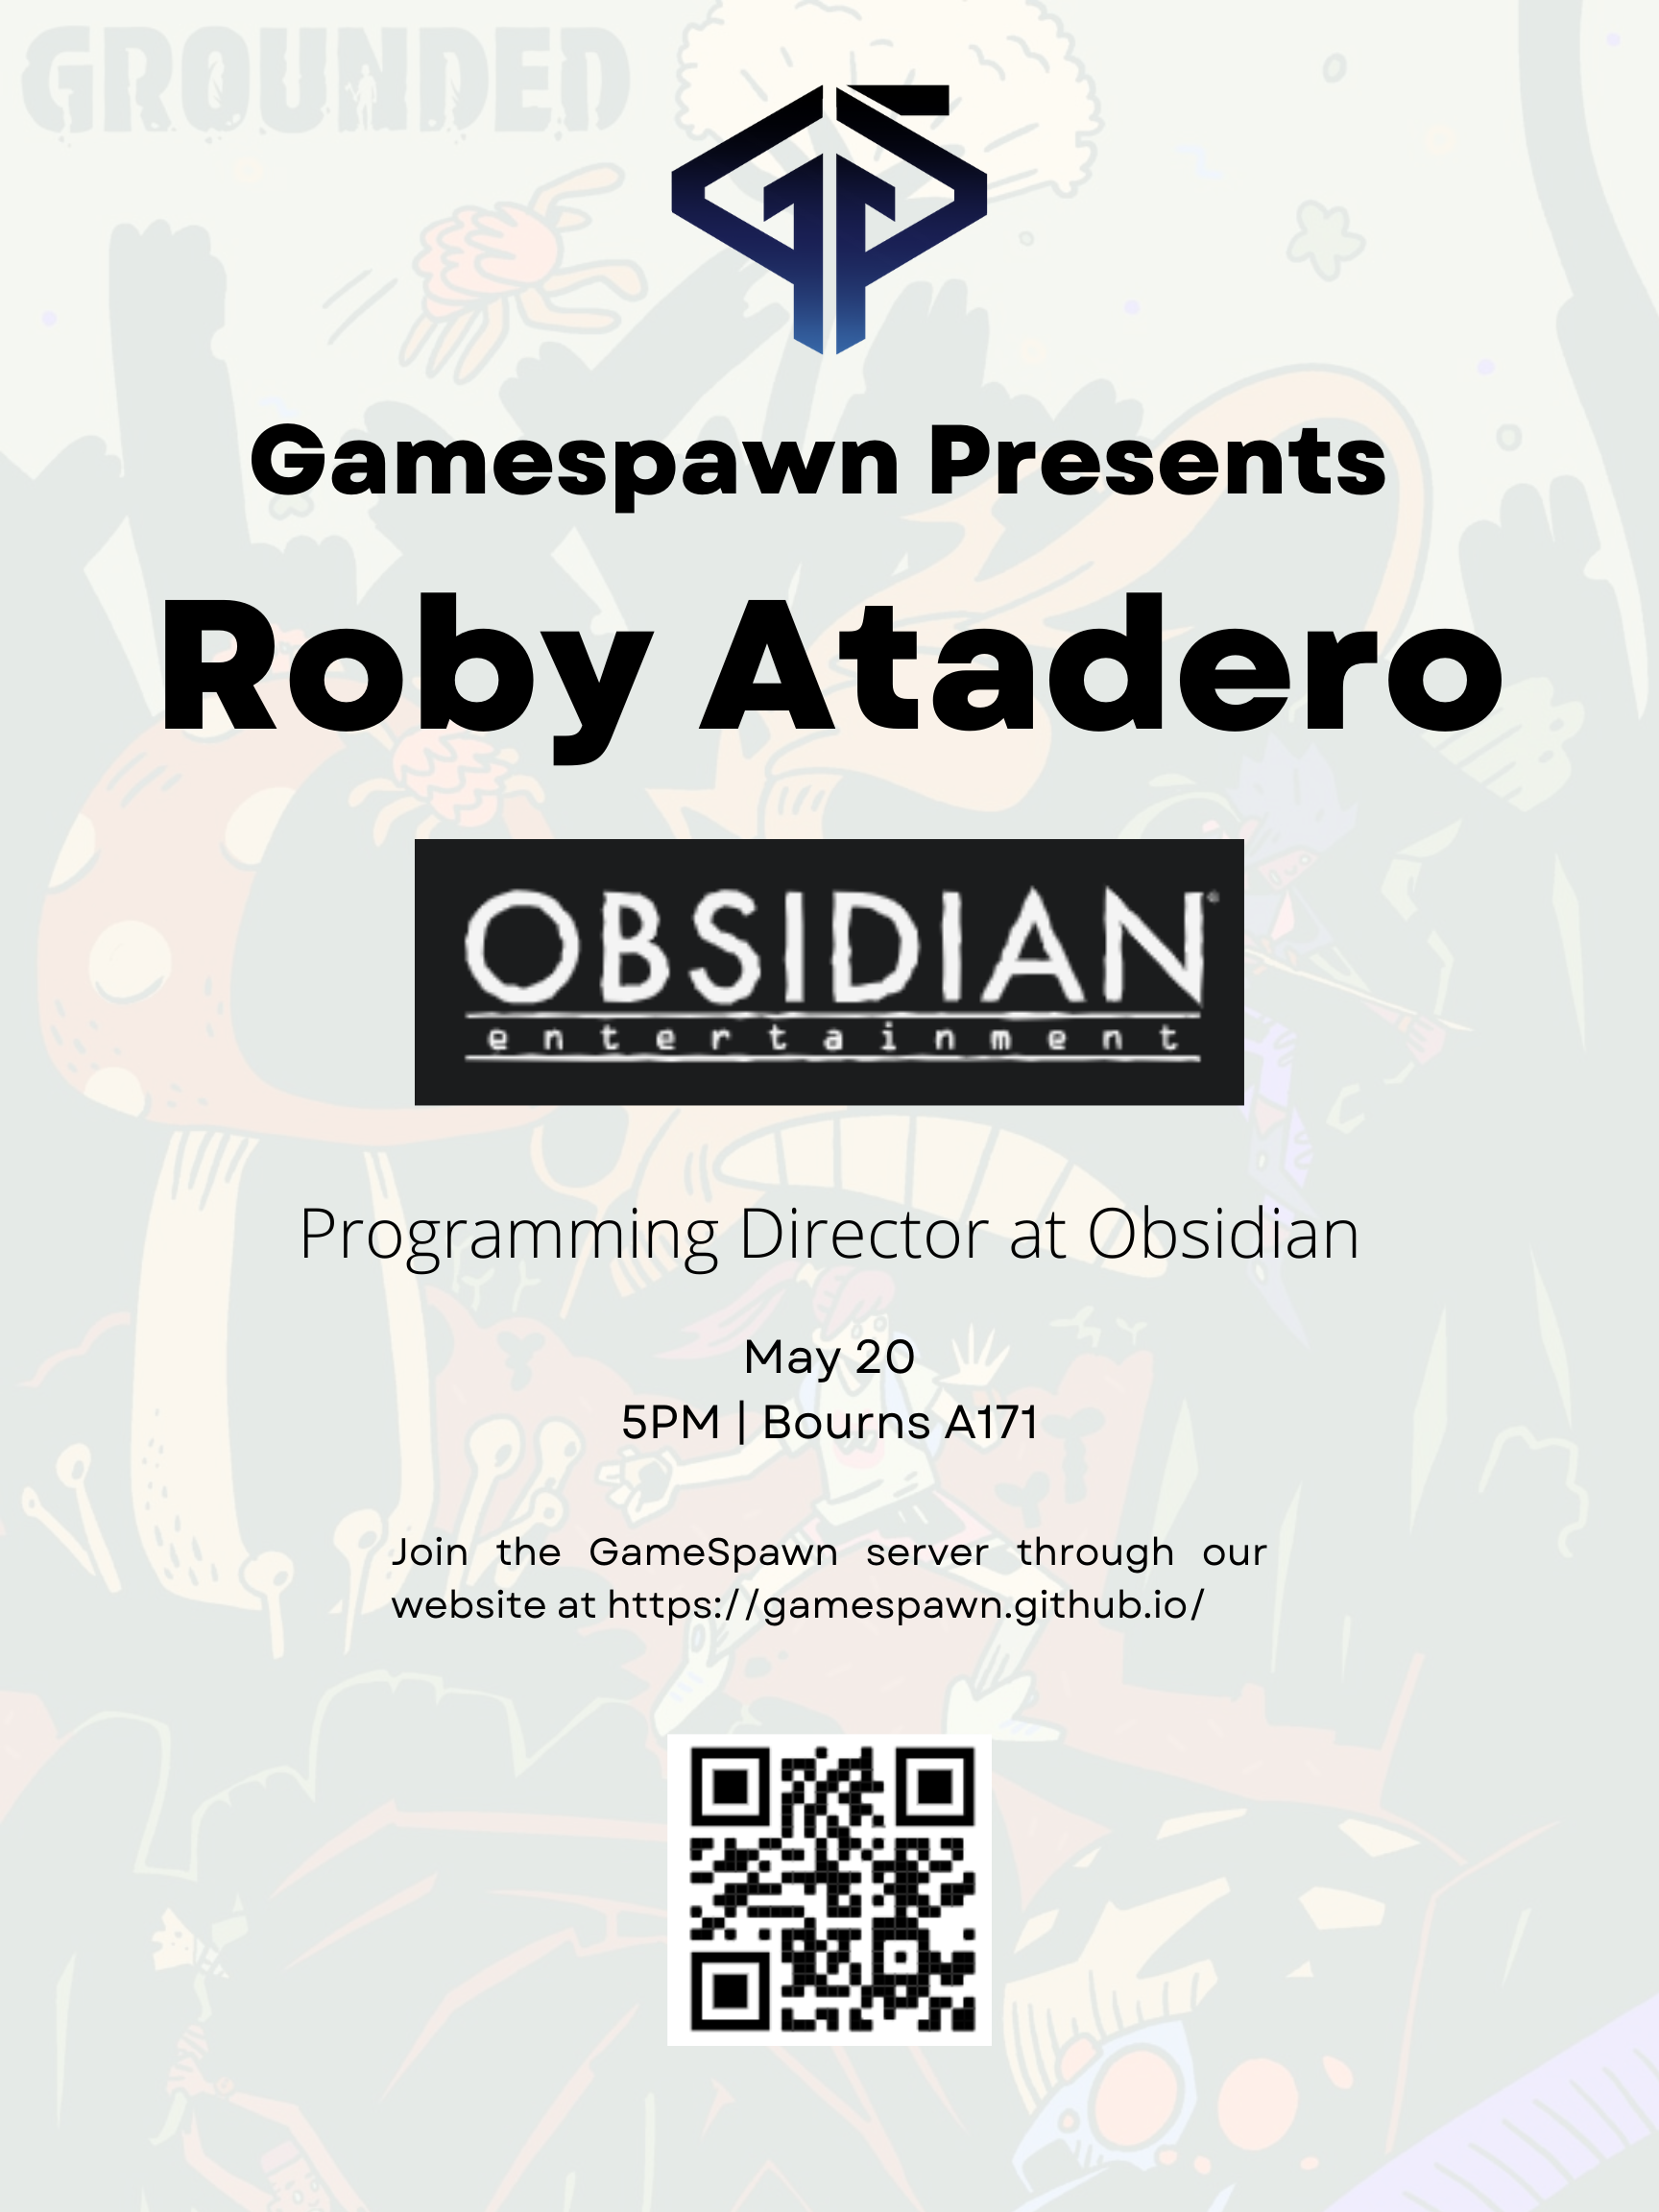 GROUNDED
Gamespawn Presents
Roby Atadero
OBSIDIAN
entertainment
Programming Director at Obsidian
May 20
5PM | Bourns A171
Join the GameSpawn server through our
website at https://gamespawn.github.io/